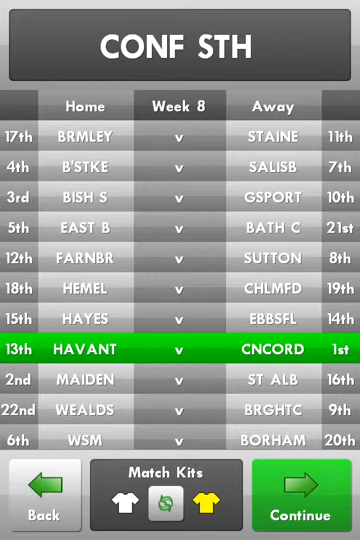 CONF STH
Home Week 8 Away
17th BRMLEY v STAINE 11th
4th B'STKE v SALISB 7th
3rd BISH S v GSPORT 10th
5th EAST B v BATH C 21st
12th FARNBR v SUTTON 8th
18th HEMEL v CHLMFD 19th
15th HAYES v EBBSFL 14th
13th HAVANT v CNCORD 1st
2nd MAIDEN v ST ALB 16th
22nd WEALDS v BRGHTC 9th
6th WSM v BORHAM 20th
Match Kits
Back Continue